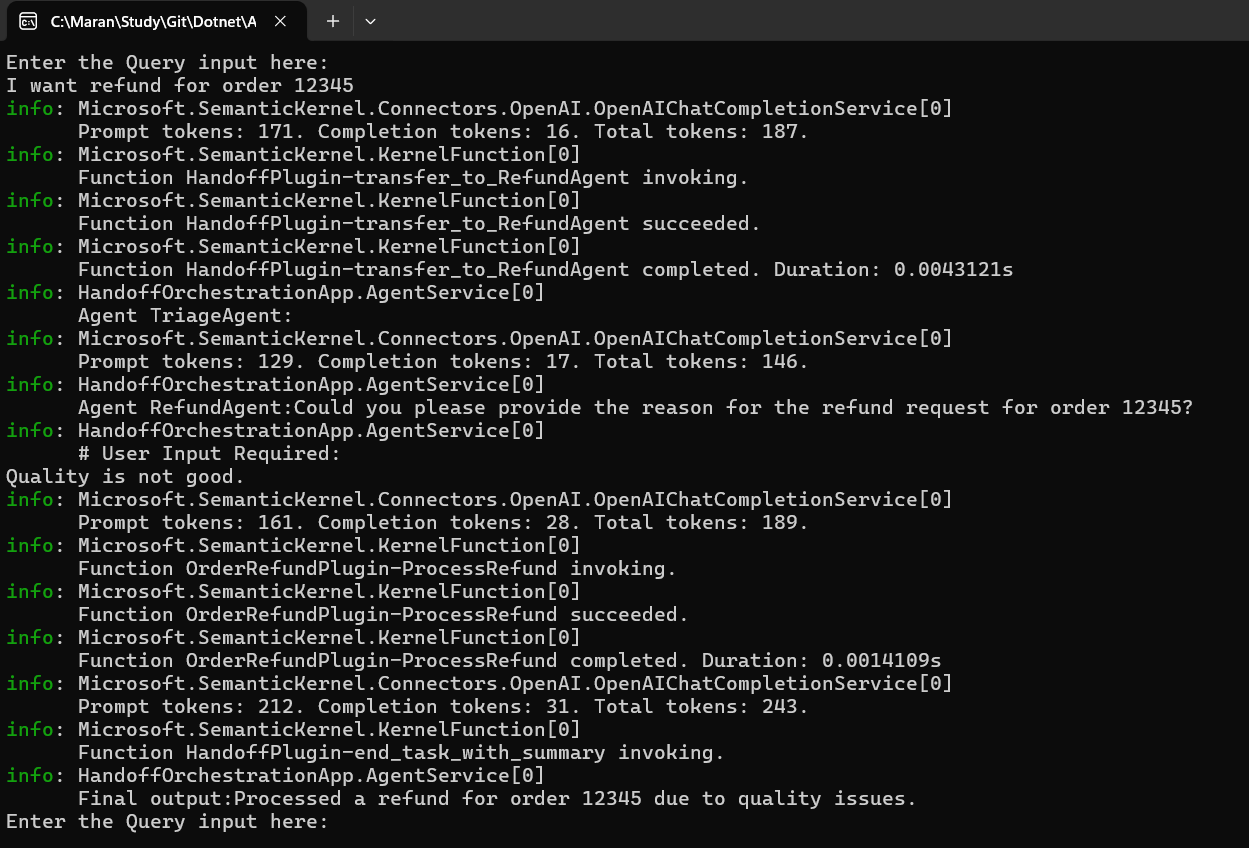 C:\Maran\Study\Git\Dotnet\A
Enter the Query input here:
I want refund for order 12345
info: Microsoft.SemanticKernel.Connectors.OpenAI.OpenAIChatCompletionService[0]
Prompt tokens: 171. Completion tokens: 16. Total tokens: 187.
info: Microsoft.SemanticKernel.KernelFunction[0]
Function HandoffPlugin-transfer_to_RefundAgent invoking.
info: Microsoft.SemanticKernel.KernelFunction[0]
Function HandoffPlugin-transfer_to_RefundAgent succeeded.
info: Microsoft.SemanticKernel.KernelFunction[0]
Function HandoffPlugin-transfer_to_RefundAgent completed. Duration: 0.0043121s
info: HandoffOrchestrationApp.AgentService[0]
Agent TriageAgent:
info: Microsoft.SemanticKernel.Connectors.OpenAI.OpenAIChatCompletionService[0]
Prompt tokens: 129. Completion tokens: 17. Total tokens: 146.
info: HandoffOrchestrationApp.AgentService[0]
Agent RefundAgent:Could you please provide the reason for the refund request for order 12345?
info: HandoffOrchestrationApp.AgentService[0]
# User Input Required:
Quality is not good.
info: Microsoft.SemanticKernel.Connectors.OpenAI.OpenAIChatCompletionService[0]
Prompt tokens: 161. Completion tokens: 28. Total tokens: 189.
info: Microsoft.SemanticKernel.KernelFunction[0]
Function OrderRefundPlugin-ProcessRefund invoking.
info: Microsoft.SemanticKernel.KernelFunction[0]
Function OrderRefundPlugin-ProcessRefund succeeded.
info: Microsoft.SemanticKernel.KernelFunction[0]
Function OrderRefundPlugin-ProcessRefund completed. Duration: 0.0014109s
info: Microsoft.SemanticKernel.Connectors.OpenAI.OpenAIChatCompletionService[0]
Prompt tokens: 212. Completion tokens: 31. Total tokens: 243.
info: Microsoft.SemanticKernel.KernelFunction[0]
Function HandoffPlugin-end_task_with_summary invoking.
info: HandoffOrchestrationApp.AgentService[0]
Final output:Processed a refund for order 12345 due to quality issues.
Enter the Query input here: